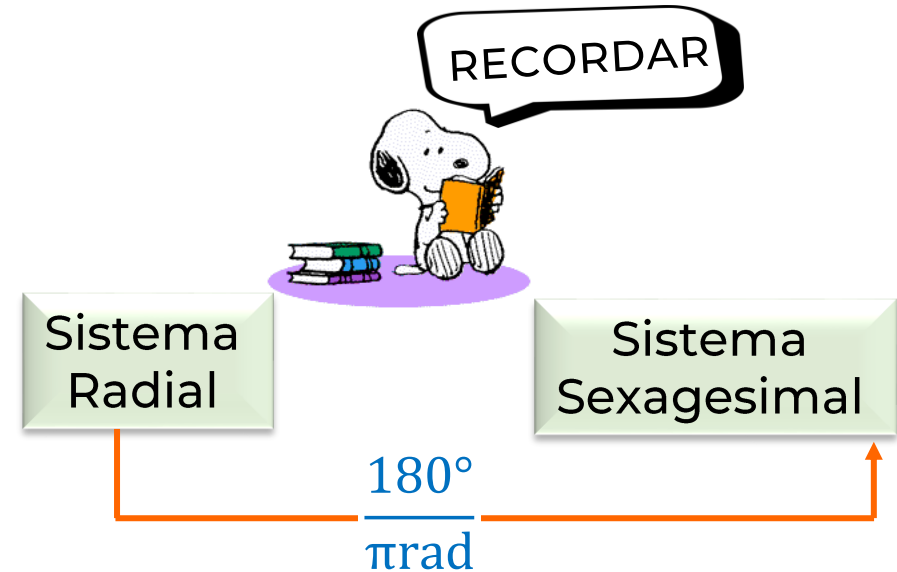 RECORDAR
Sistema
Radial
Sistema
Sexagesimal
180°
πrad